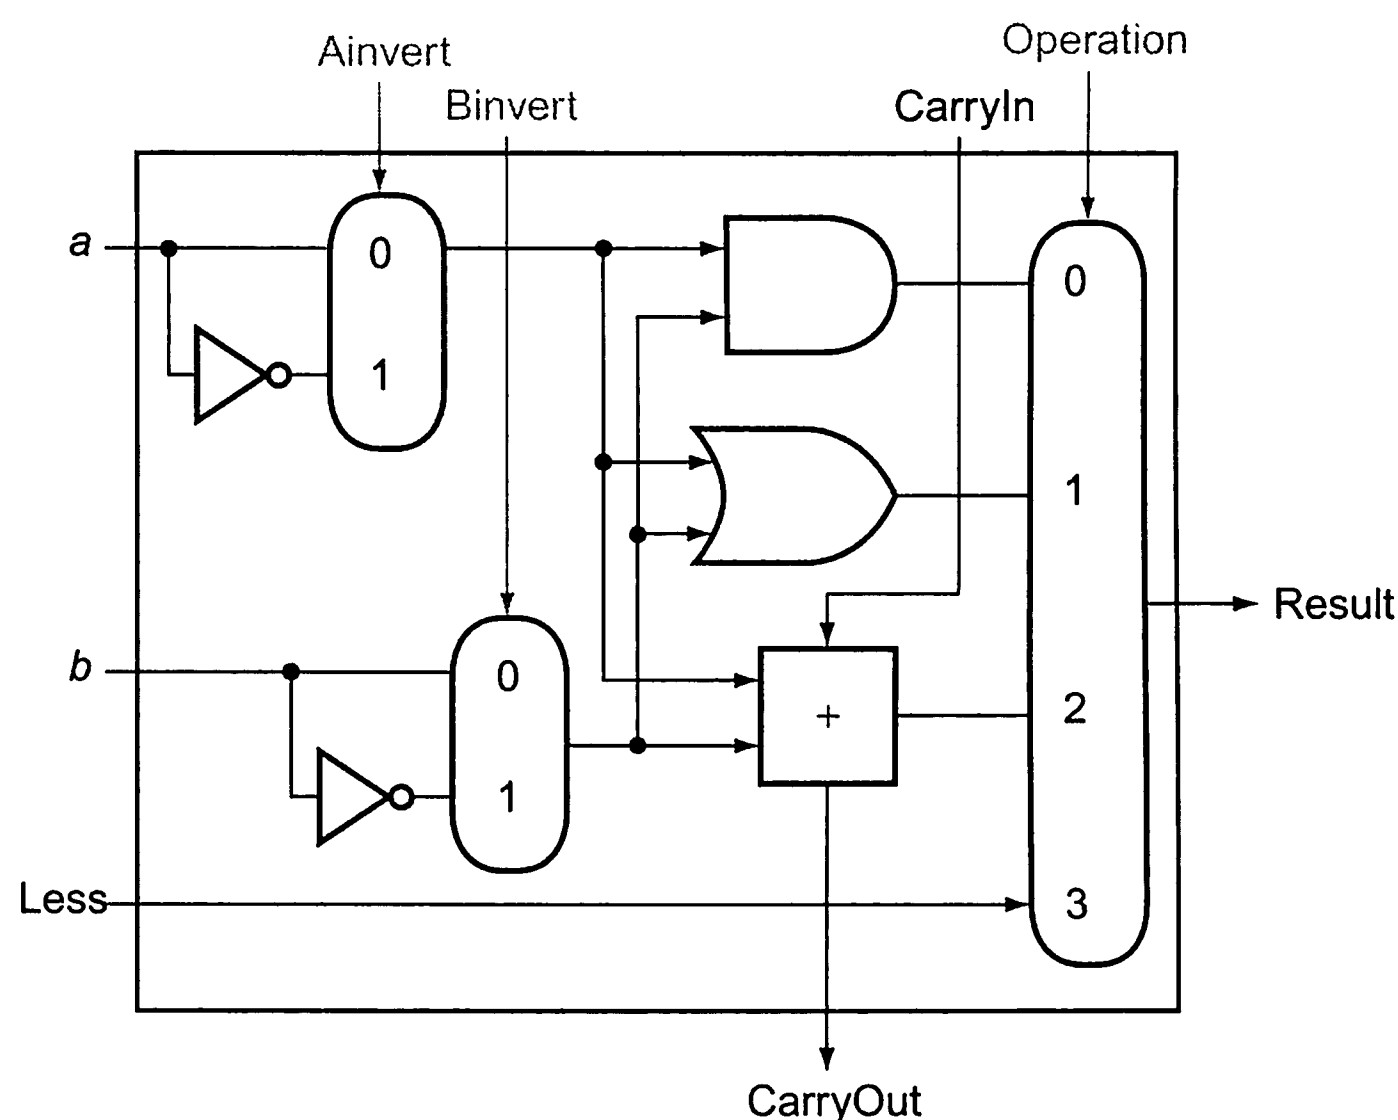 Operation
Ainvert
Binvert
CarryIn
a
0
0
1
1
Result
b
0
+
2
1
Less
3
CarryOut